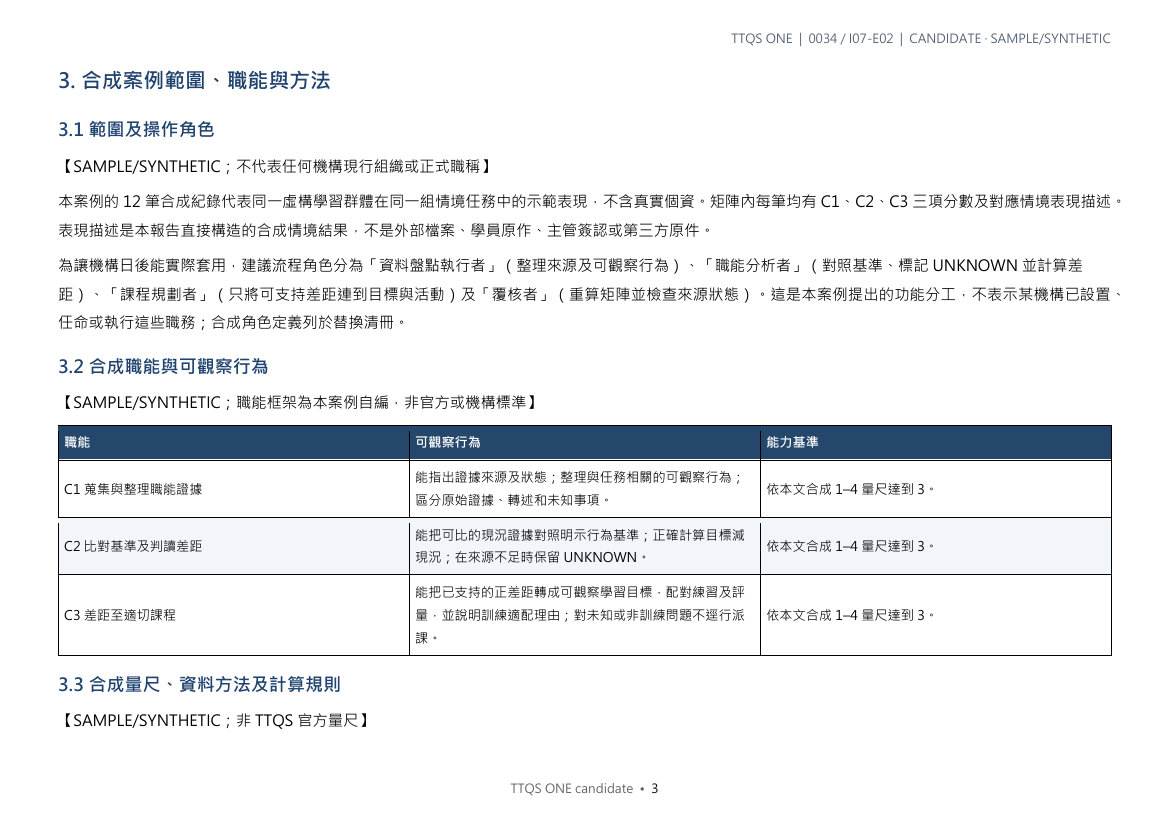 TTQS ONE | 0034 / I07-E02 | CANDIDATE · SAMPLE/SYNTHETIC
3. 合成案例範圍、職能與方法
3.1 範圍及操作角色
【SAMPLE/SYNTHETIC；不代表任何機構現行組織或正式職稱】
本案例的 12 筆合成紀錄代表同一虛構學習群體在同一組情境任務中的示範表現，不含真實個資。矩陣內每筆均有 C1、C2、C3 三項分數及對應情境表現描述。
表現描述是本報告直接構造的合成情境結果，不是外部檔案、學員原作、主管簽認或第三方原件。
為讓機構日後能實際套用，建議流程角色分為「資料盤點執行者」（整理來源及可觀察行為）、「職能分析者」（對照基準、標記 UNKNOWN 並計算差
距）、「課程規劃者」（只將可支持差距連到目標與活動）及「覆核者」（重算矩陣並檢查來源狀態）。這是本案例提出的功能分工，不表示某機構已設置、
任命或執行這些職務；合成角色定義列於替換清冊。
3.2 合成職能與可觀察行為
【SAMPLE/SYNTHETIC；職能框架為本案例自編，非官方或機構標準】
職能
可觀察行為
能力基準
C1 蒐集與整理職能證據
能指出證據來源及狀態；整理與任務相關的可觀察行為；
區分原始證據、轉述和未知事項。
依本文合成 1–4 量尺達到 3。
C2 比對基準及判讀差距
能把可比的現況證據對照明示行為基準；正確計算目標減
現況；在來源不足時保留 UNKNOWN。
依本文合成 1–4 量尺達到 3。
C3 差距至適切課程
能把已支持的正差距轉成可觀察學習目標，配對練習及評
量，並說明訓練適配理由；對未知或非訓練問題不逕行派
課。
依本文合成 1–4 量尺達到 3。
3.3 合成量尺、資料方法及計算規則
【SAMPLE/SYNTHETIC；非 TTQS 官方量尺】
TTQS ONE candidate • 3